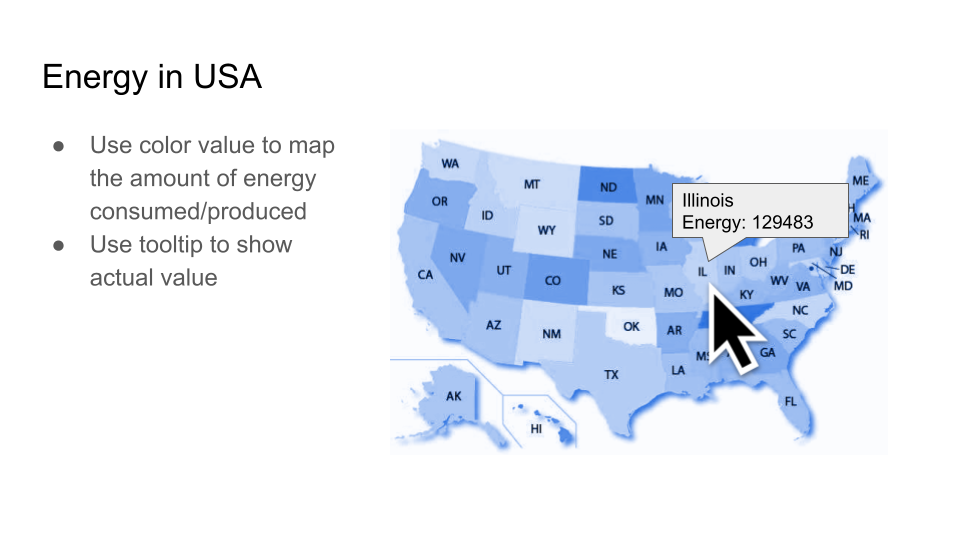 Energy in USA
● Use color value to map
the amount of energy
consumed/produced
● Use tooltip to show
actual value
WA
MT
ND
MN
OR
ID
SD
WY
Illinois
Energy: 129483
ME
H
MA
RI
IA
NE
PA
NJ
NV
UT
CO
CA
IL
IN
OH
DE
WV
VA
MD
KS
MO
KY
AZ
NM
OK
AR
NC
SC
TX
LA
MS
GA
AK
HI
FL